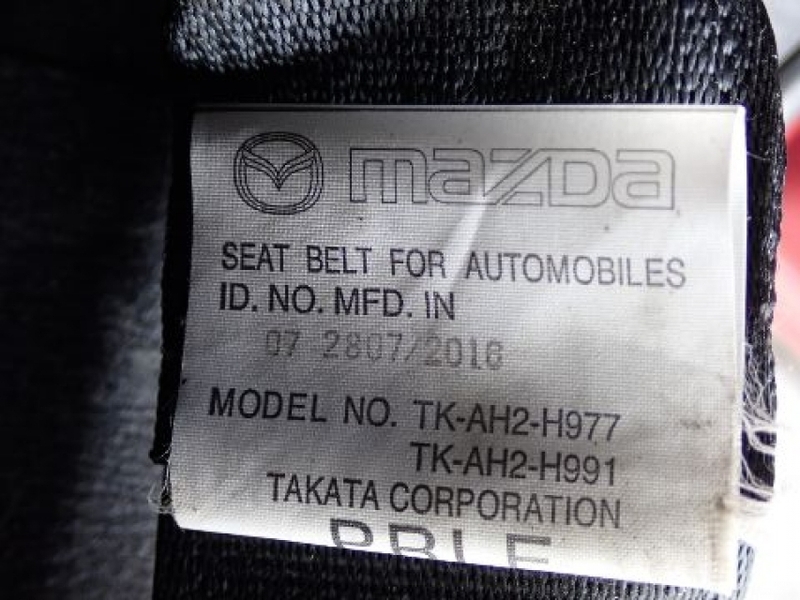 mazda
SEAT BELT FOR AUTOMOBILES
ID. NO. MFD. IN
07 2807/2016
MODEL NO. TK-AH2-H977
TK-AH2-H991
TAKATA CORPORATION